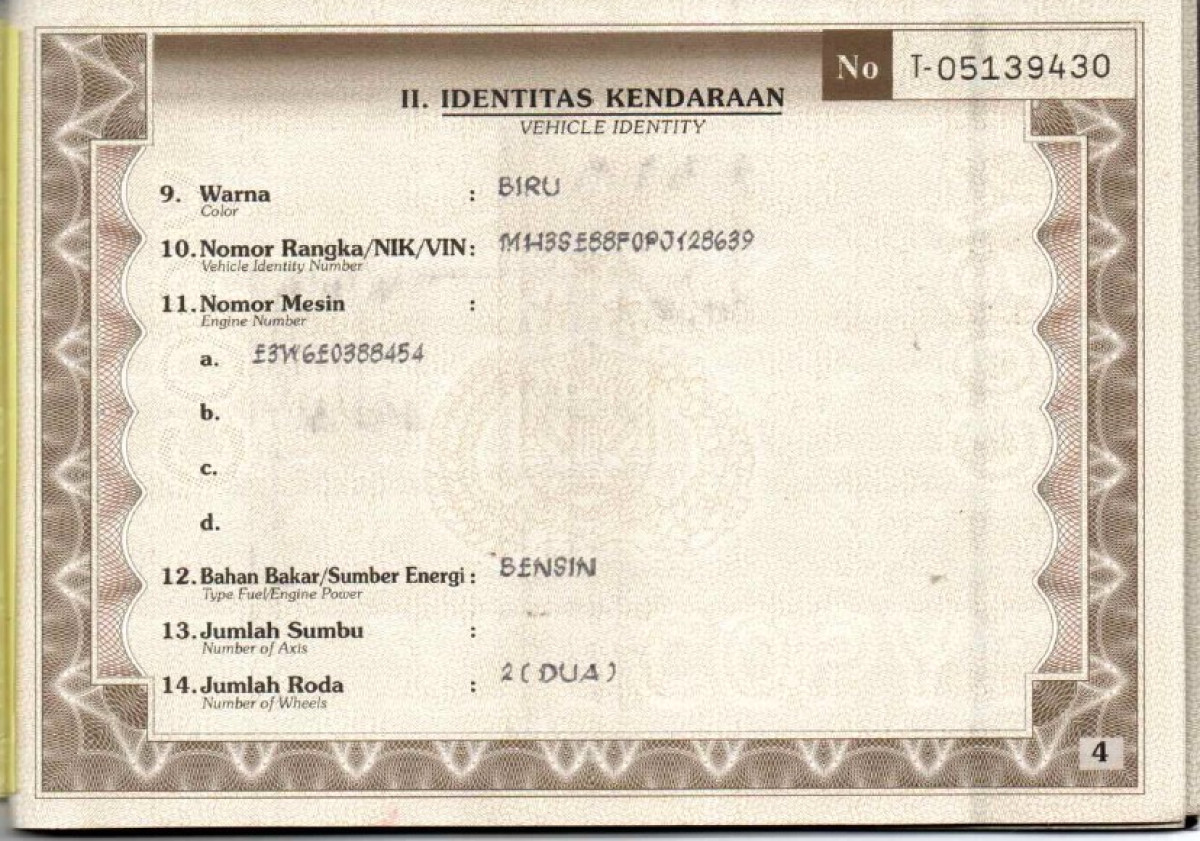 No T-05139430
II. IDENTITAS KENDARAAN
VEHICLE IDENTITY
9. Warna : BIRU
Color
10. Nomor Rangka/NIK/VIN : MH3SE88F0PJ128639
Vehicle Identity Number
11. Nomor Mesin :
Engine Number
a. E3W6E0388454
b.
c.
d.
12. Bahan Bakar/Sumber Energi : BENSIN
Type Fuel/Engine Power
13. Jumlah Sumbu :
Number of Axis
14. Jumlah Roda : 2 ( DUA )
Number of Wheels
4